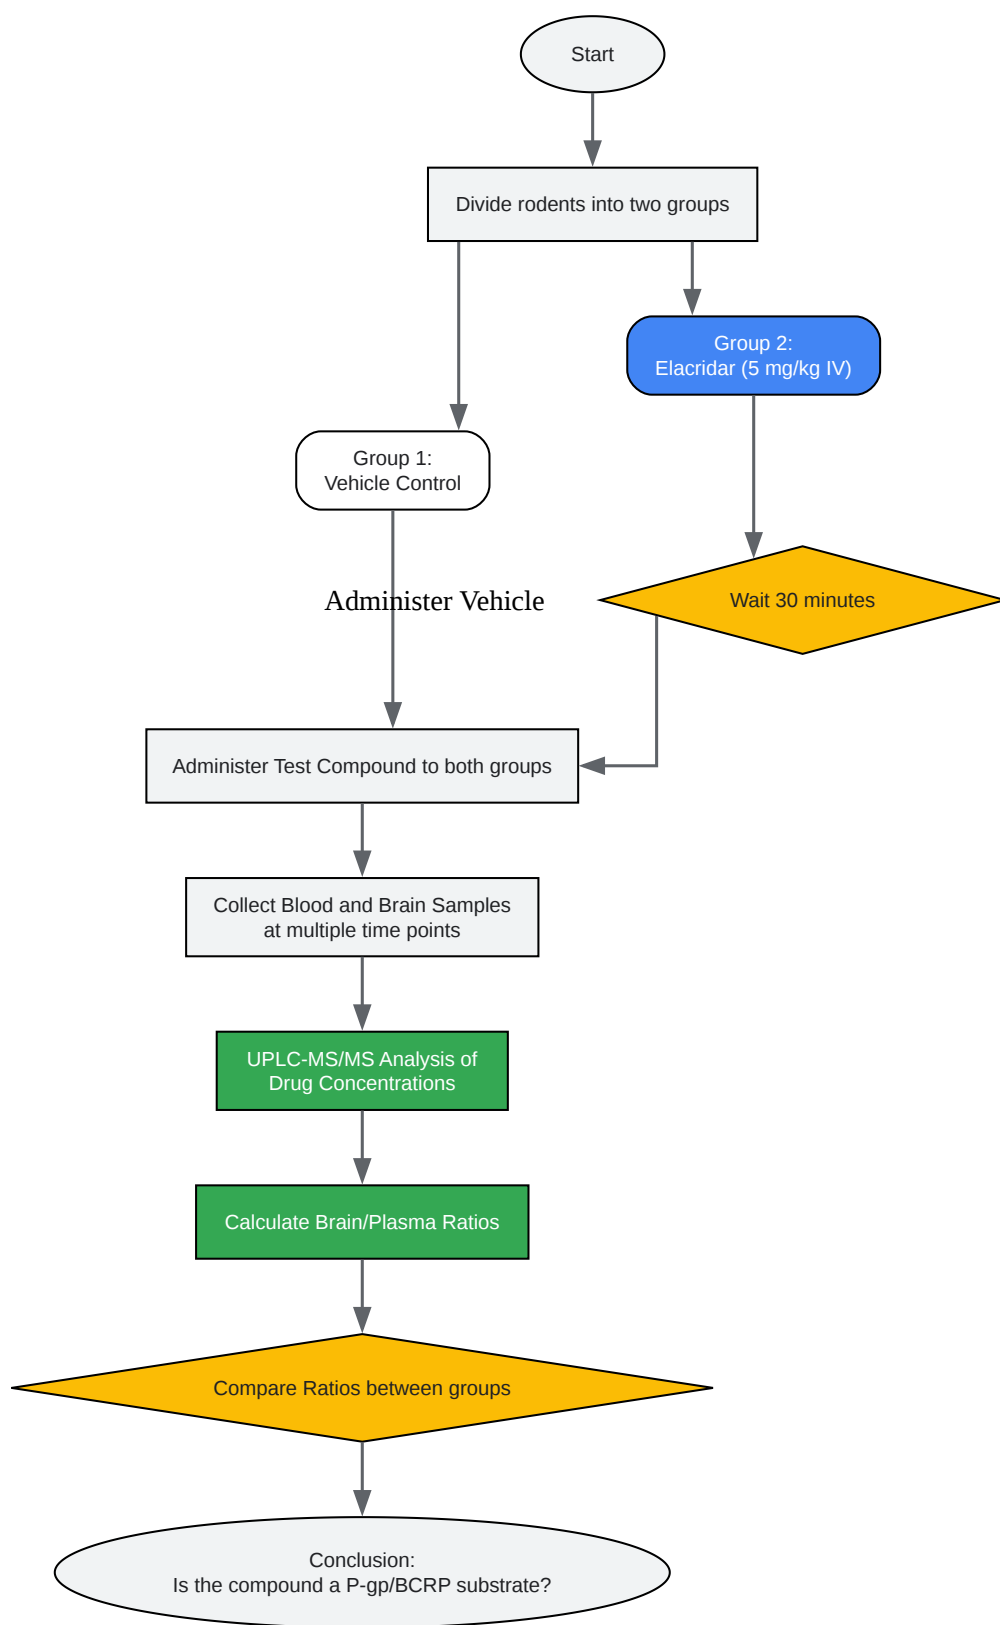 Start
Divide rodents into two groups
Group 2:
Elacridar (5 mg/kg IV)
Group 1:
Vehicle Control
Administer Vehicle
Wait 30 minutes
Administer Test Compound to both groups
Collect Blood and Brain Samples
at multiple time points
UPLC-MS/MS Analysis of
Drug Concentrations
Calculate Brain/Plasma Ratios
Compare Ratios between groups
Conclusion:
Is the compound a P-gp/BCRP substrate?